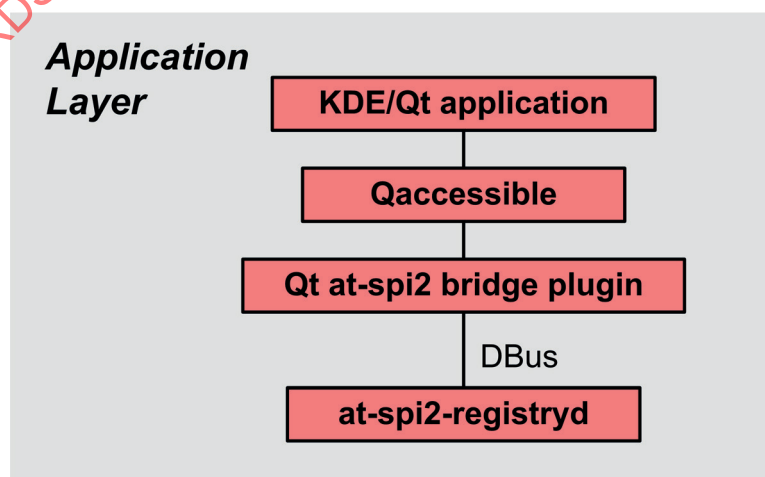 Application
Layer
KDE/Qt application
Qaccessible
Qt at-spi2 bridge plugin
DBus
at-spi2-registryd